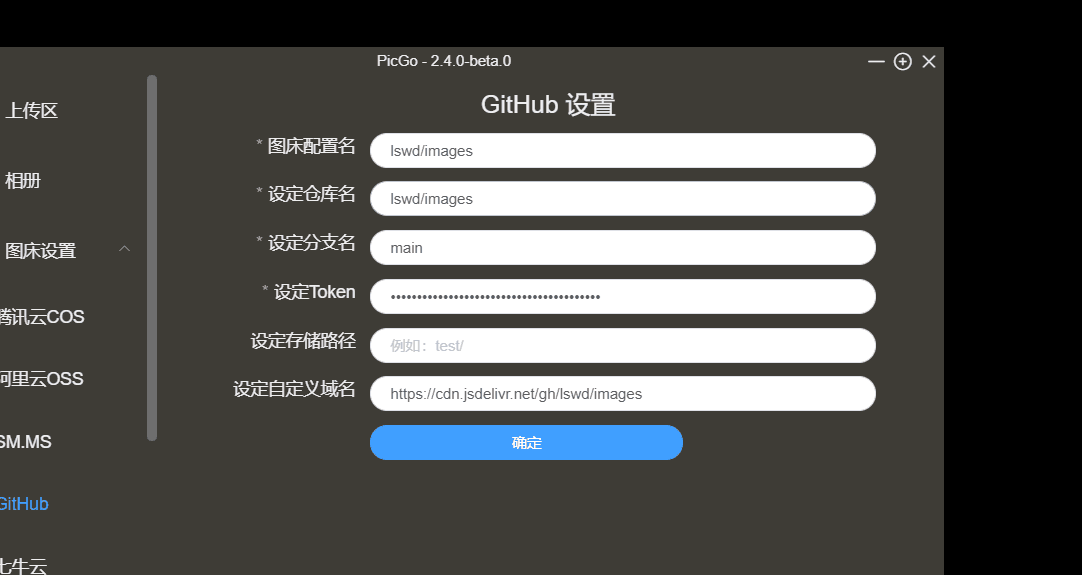 PicGo - 2.4.0-beta.0
上传区
相册
图床设置
腾讯云COS
阿里云OSS
SM.MS
GitHub
七牛云
GitHub 设置
* 图床配置名 lswd/images
* 设定仓库名 lswd/images
* 设定分支名 main
* 设定Token ••••••••••••••••••••••••••••••••••••••••
设定存储路径 例如：test/
设定自定义域名 https://cdn.jsdelivr.net/gh/lswd/images
确定